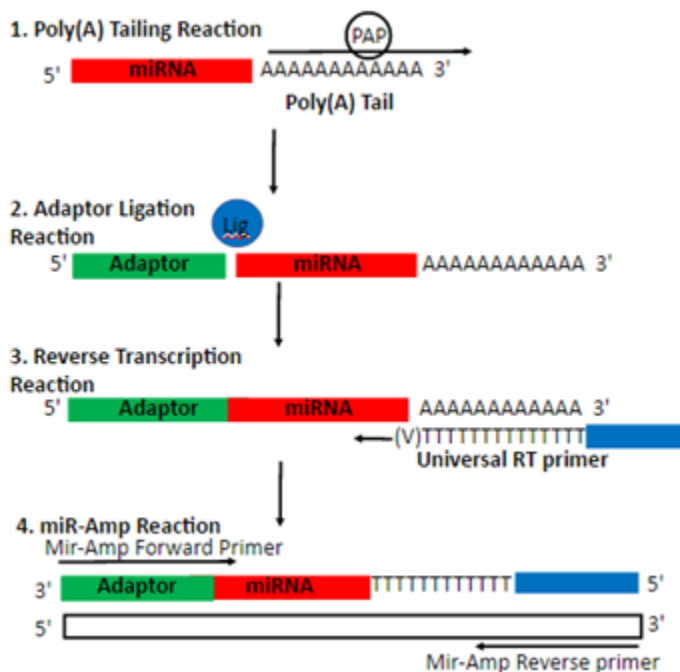 1. Poly(A) Tailing Reaction
PAP
5' miRNA AAAAAAAAAAAA 3'
Poly(A) Tail
2. Adaptor Ligation
Reaction
Lig
5' Adaptor miRNA AAAAAAAAAAAA 3'
3. Reverse Transcription
Reaction
5' Adaptor miRNA AAAAAAAAAAAA 3'
(V)TTTTTTTTTTTTTT
Universal RT primer
4. miR-Amp Reaction
Mir-Amp Forward Primer
3' Adaptor miRNA TTTTTTTTTTTT 5'
5' 3'
Mir-Amp Reverse primer